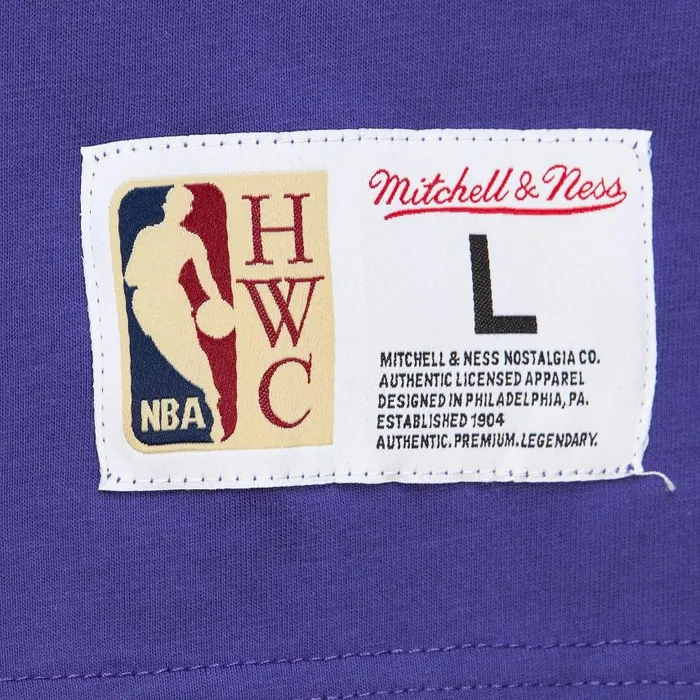 NBA
H
W
C
Mitchell & Ness
L
MITCHELL & NESS NOSTALGIA CO.
AUTHENTIC LICENSED APPAREL
DESIGNED IN PHILADELPHIA, PA.
ESTABLISHED 1904
AUTHENTIC. PREMIUM. LEGENDARY.